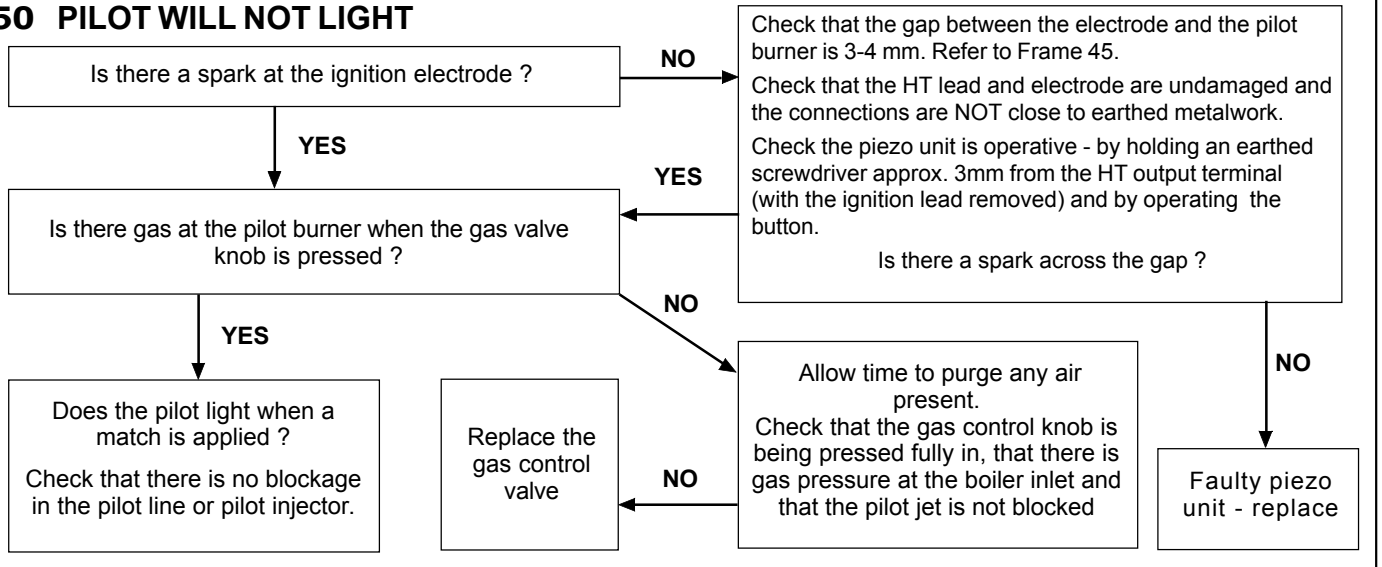 50 PILOT WILL NOT LIGHT
Is there a spark at the ignition electrode ?
NO
Check that the gap between the electrode and the pilot
burner is 3-4 mm. Refer to Frame 45.
Check that the HT lead and electrode are undamaged and
the connections are NOT close to earthed metalwork.
Check the piezo unit is operative - by holding an earthed
screwdriver approx. 3mm from the HT output terminal
(with the ignition lead removed) and by operating the
button.
Is there a spark across the gap ?
YES
YES
Is there gas at the pilot burner when the gas valve
knob is pressed ?
NO
YES
NO
Does the pilot light when a
match is applied ?
Check that there is no blockage
in the pilot line or pilot injector.
Replace the
gas control
valve
NO
Allow time to purge any air
present.
Check that the gas control knob is
being pressed fully in, that there is
gas pressure at the boiler inlet and
that the pilot jet is not blocked
Faulty piezo
unit - replace